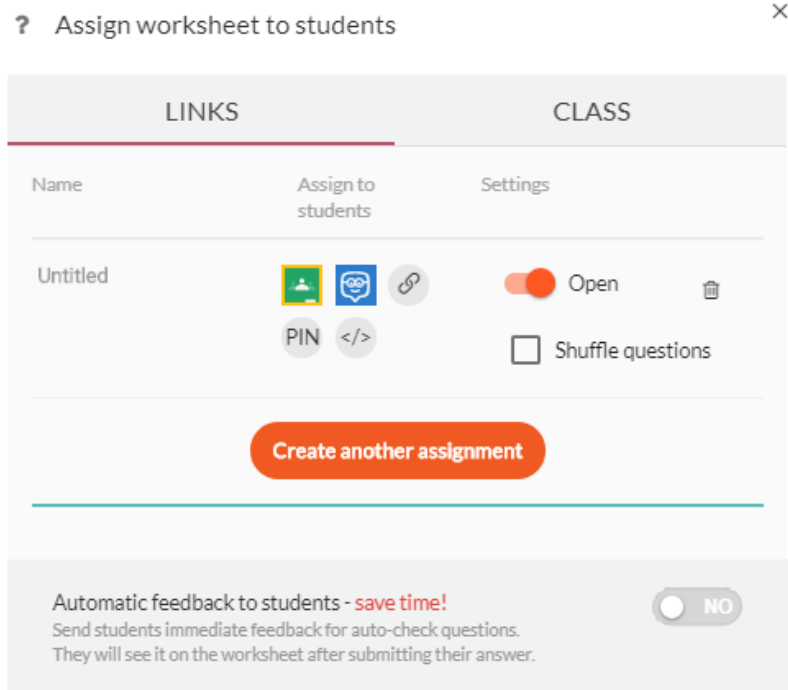 ? Assign worksheet to students
LINKS CLASS
Name Assign to students Settings
Untitled
Open
PIN </>
Shuffle questions
Create another assignment
Automatic feedback to students - save time!
NO
Send students immediate feedback for auto-check questions.
They will see it on the worksheet after submitting their answer.